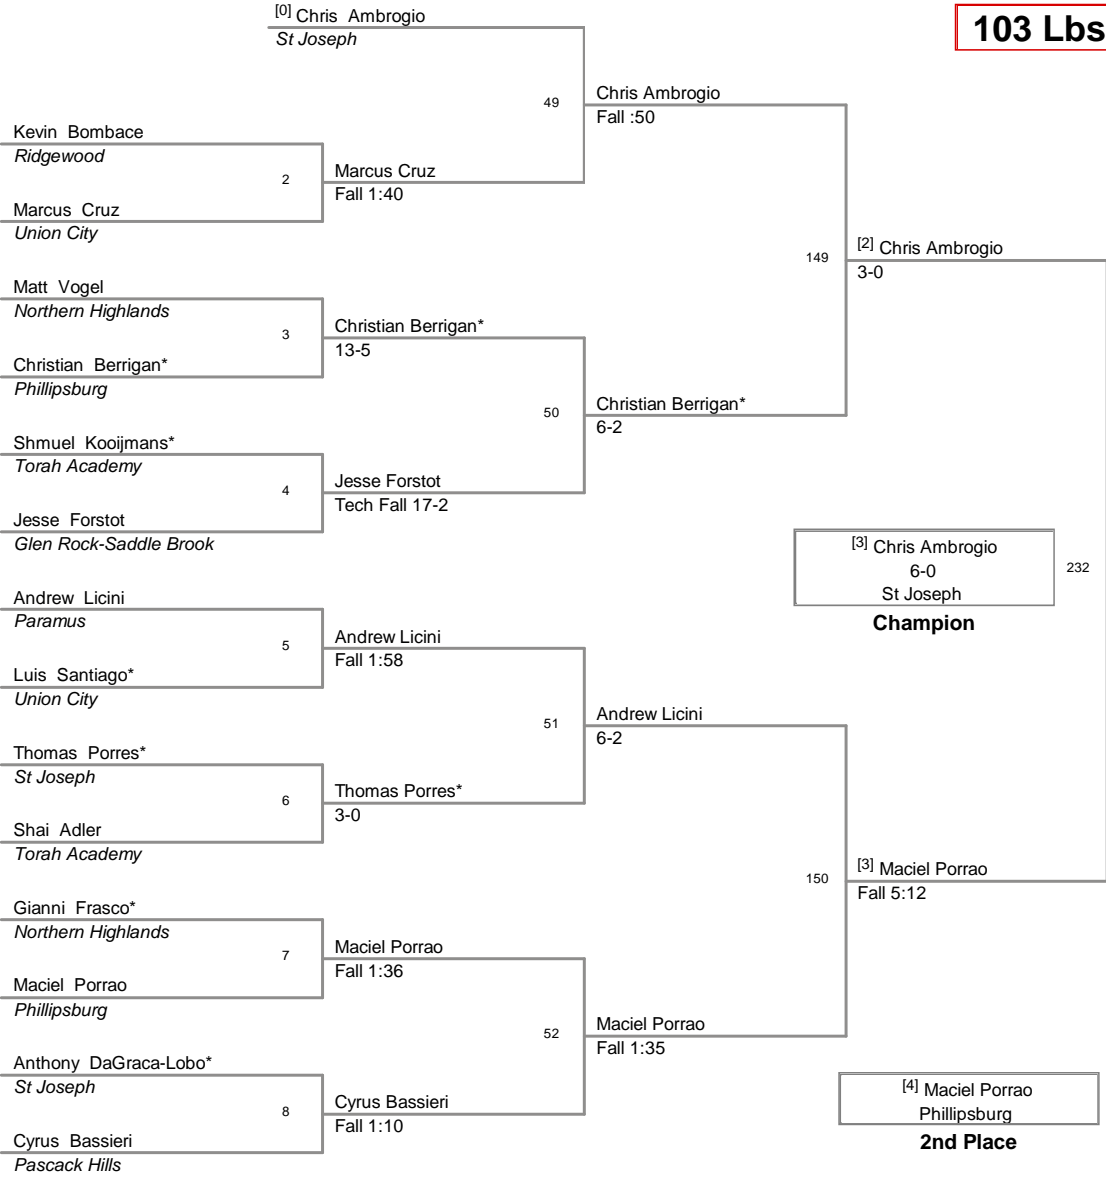 [0] Chris Ambrogio
St Joseph
103 Lbs
49
Chris Ambrogio
Fall :50
Kevin Bombace
Ridgewood
2
Marcus Cruz
Fall 1:40
Marcus Cruz
Union City
149
[2] Chris Ambrogio
3-0
Matt Vogel
Northern Highlands
3
Christian Berrigan*
13-5
Christian Berrigan*
Phillipsburg
50
Christian Berrigan*
6-2
Shmuel Kooijmans*
Torah Academy
4
Jesse Forstot
Tech Fall 17-2
Jesse Forstot
Glen Rock-Saddle Brook
[3] Chris Ambrogio
6-0
St Joseph
232
Champion
Andrew Licini
Paramus
5
Andrew Licini
Fall 1:58
Luis Santiago*
Union City
51
Andrew Licini
6-2
Thomas Porres*
St Joseph
6
Thomas Porres*
3-0
Shai Adler
Torah Academy
150
[3] Maciel Porrao
Fall 5:12
Gianni Frasco*
Northern Highlands
7
Maciel Porrao
Fall 1:36
Maciel Porrao
Phillipsburg
52
Maciel Porrao
Fall 1:35
Anthony DaGraca-Lobo*
St Joseph
8
Cyrus Bassieri
Fall 1:10
Cyrus Bassieri
Pascack Hills
[4] Maciel Porrao
Phillipsburg
2nd Place